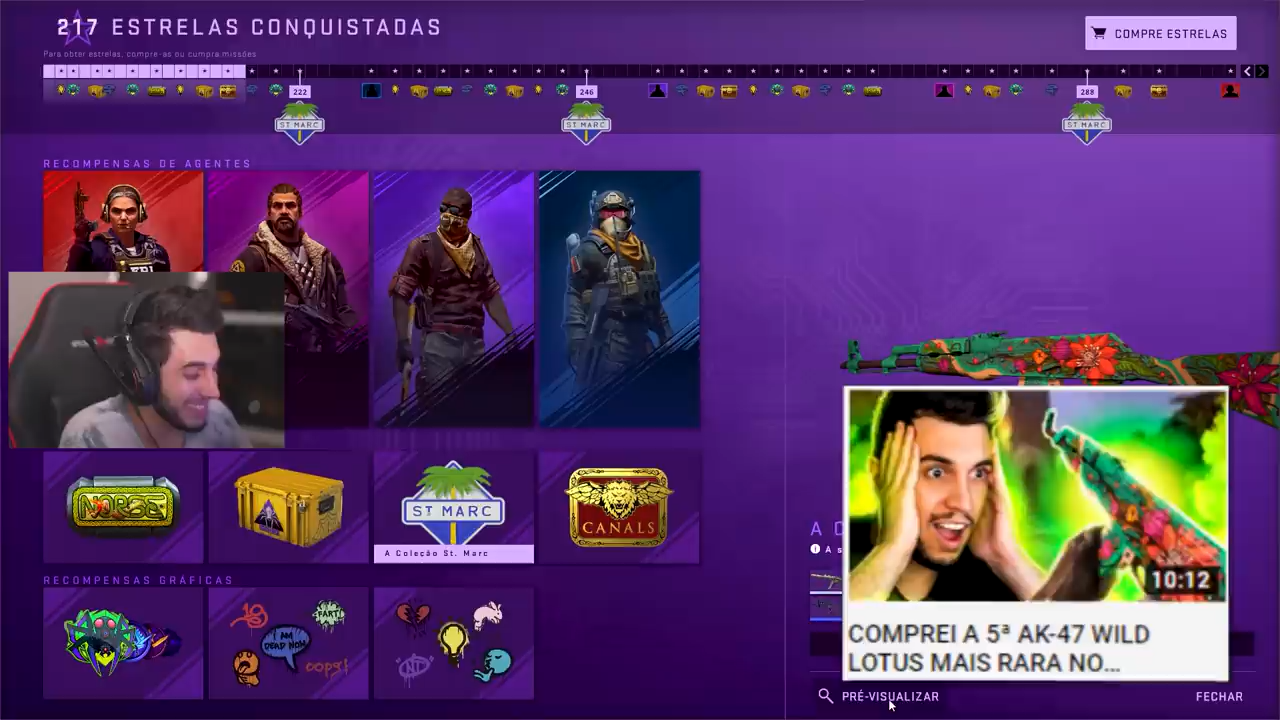 217 ESTRELAS CONQUISTADAS
COMPRE ESTRELAS
Para obter estrelas, compre-as ou cumpra missões
222
246
288
ST MARC
ST MARC
ST MARC
RECOMPENSAS DE AGENTES
FBI
NORSE
ST MARC
CANALS
A Coleção St. Marc
A C
A s
10:12
COMPREI A 5ª AK-47 WILD
LOTUS MAIS RARA NO...
RECOMPENSAS GRÁFICAS
FART
I AM
DEAD NOW
oops!
PRÉ-VISUALIZAR
FECHAR